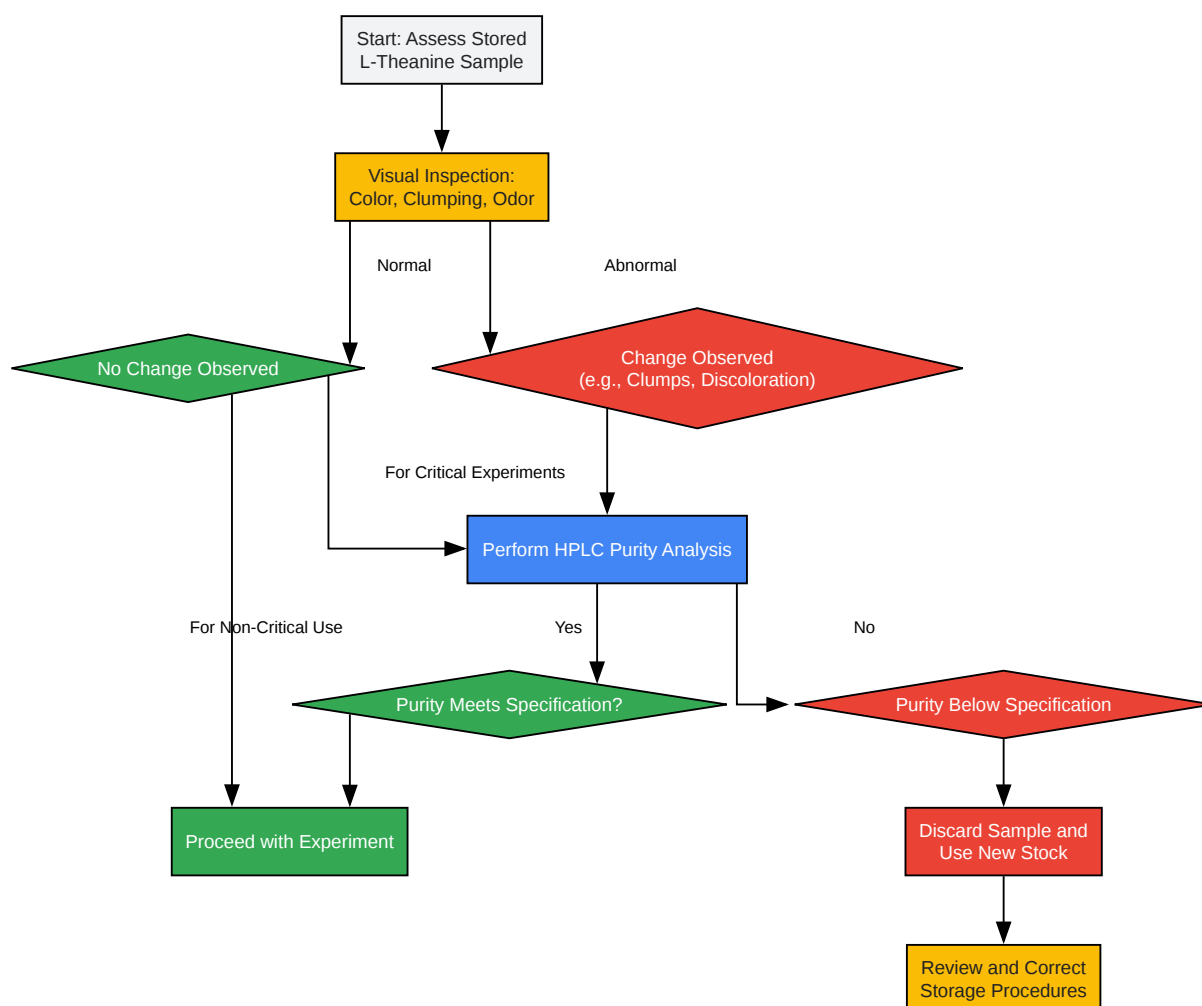 Start: Assess Stored
L-Theanine Sample
Visual Inspection:
Color, Clumping, Odor
Normal
Abnormal
No Change Observed
Change Observed
(e.g., Clumps, Discoloration)
For Critical Experiments
Perform HPLC Purity Analysis
For Non-Critical Use
Yes
No
Purity Meets Specification?
Purity Below Specification
Proceed with Experiment
Discard Sample and
Use New Stock
Review and Correct
Storage Procedures